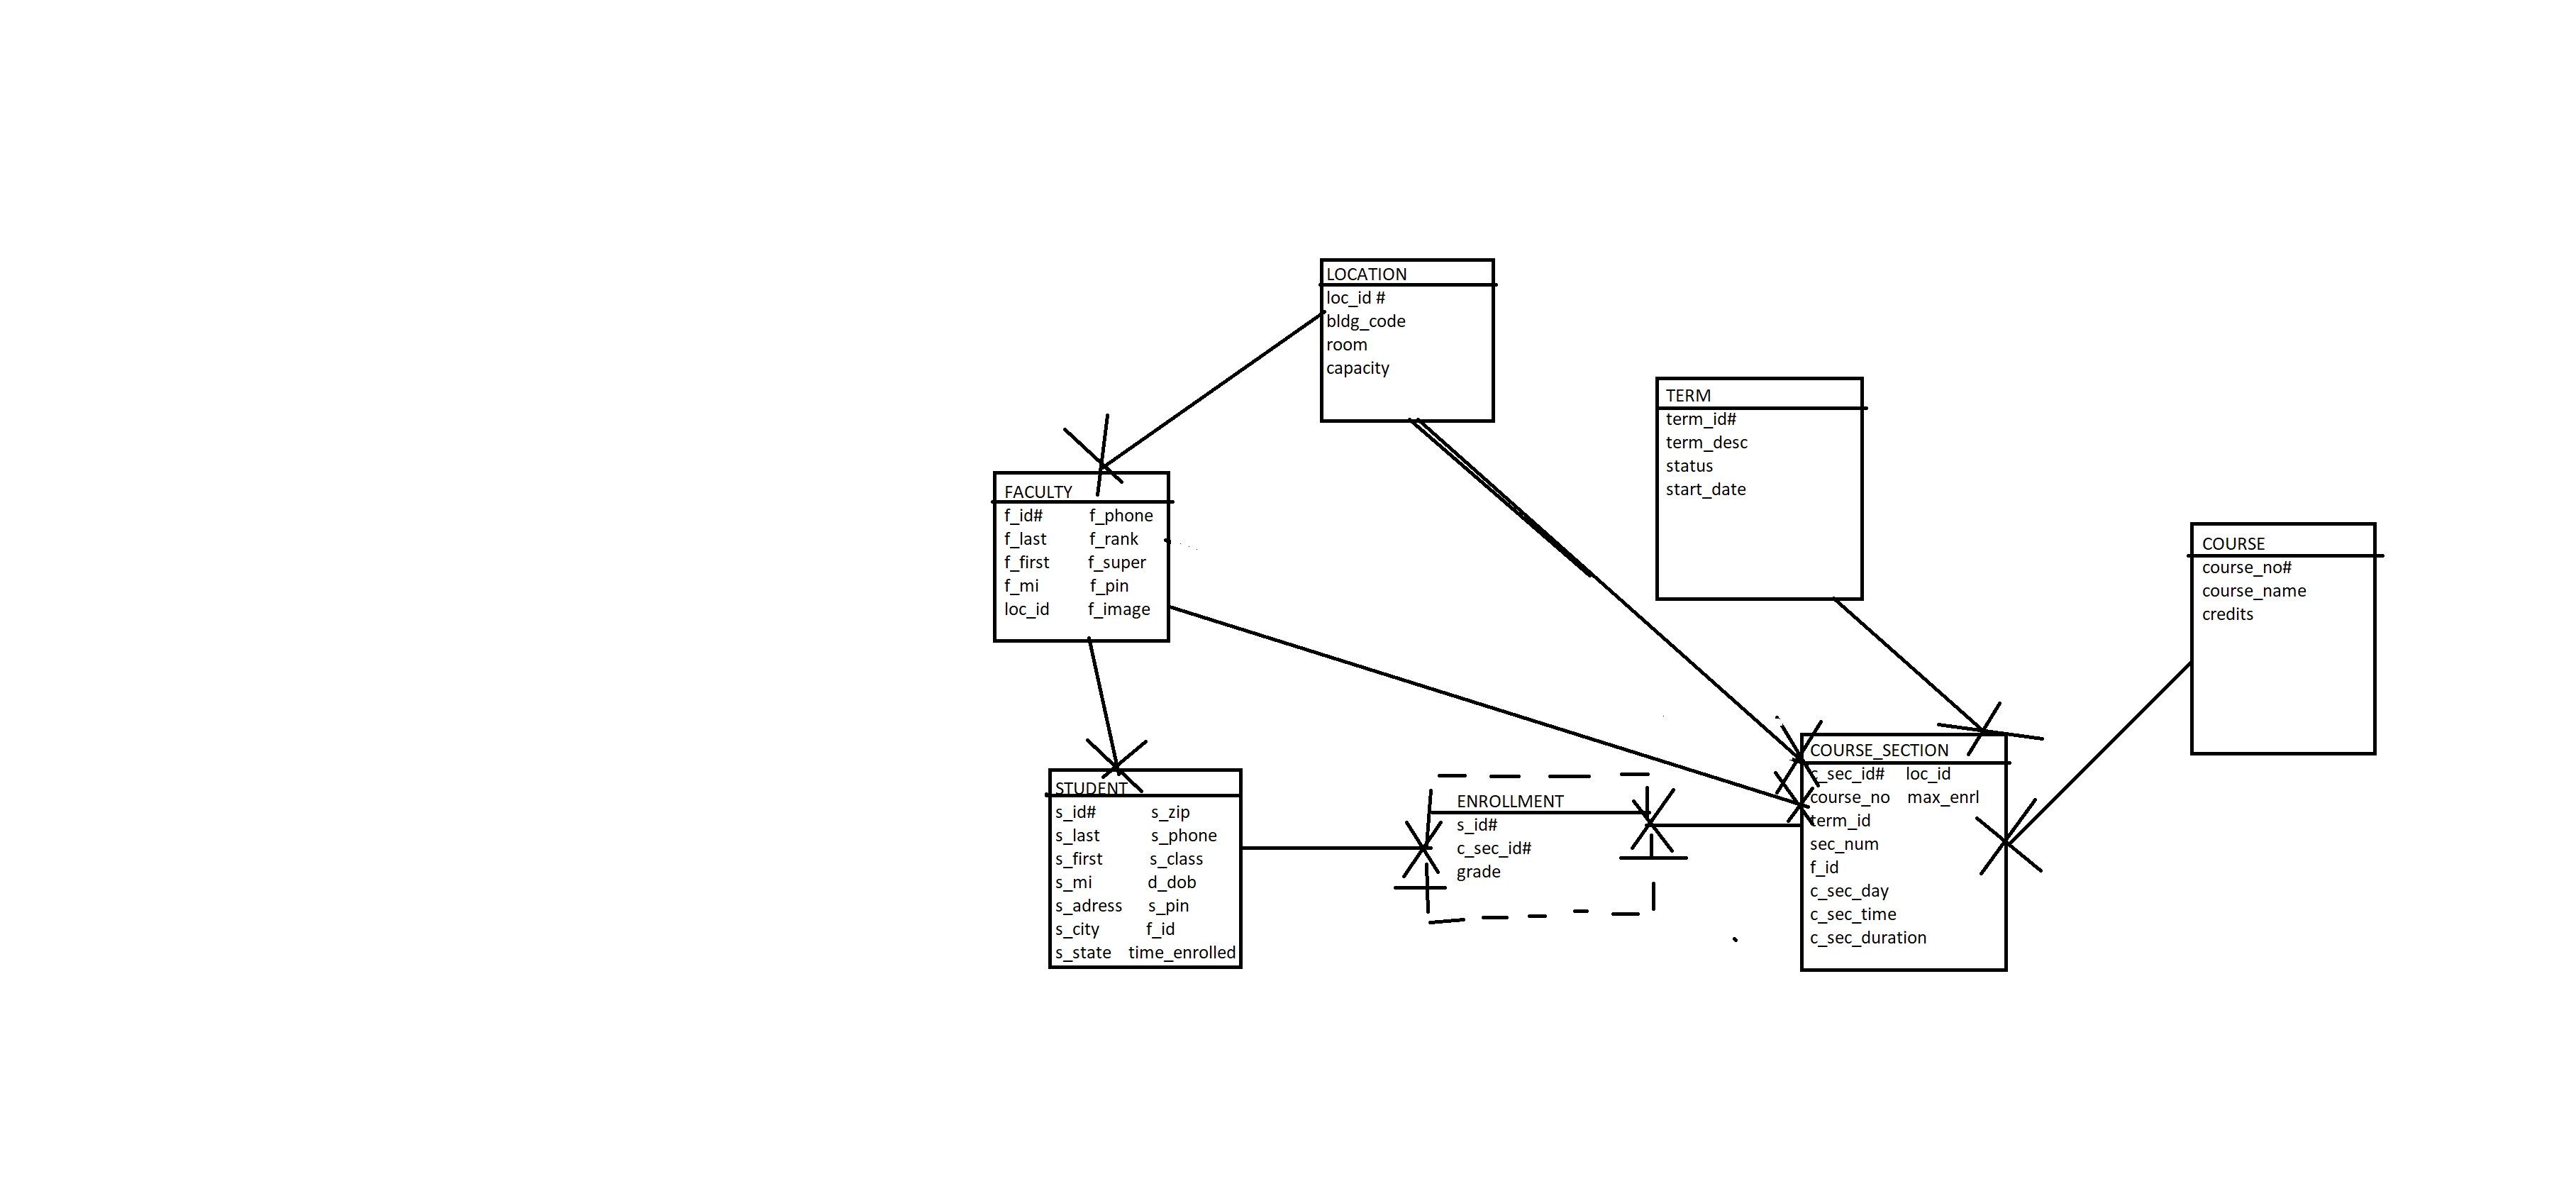 LOCATION
loc_id #
bldg_code
room
capacity
TERM
term_id#
term_desc
status
start_date
FACULTY
f_id# f_phone
f_last f_rank
f_first f_super
f_mi f_pin
loc_id f_image
COURSE
course_no#
course_name
credits
STUDENT
s_id# s_zip
s_last s_phone
s_first s_class
s_mi d_dob
s_adress s_pin
s_city f_id
s_state time_enrolled
ENROLLMENT
s_id#
c_sec_id#
grade
COURSE_SECTION
c_sec_id# loc_id
course_no max_enrl
term_id
sec_num
f_id
c_sec_day
c_sec_time
c_sec_duration